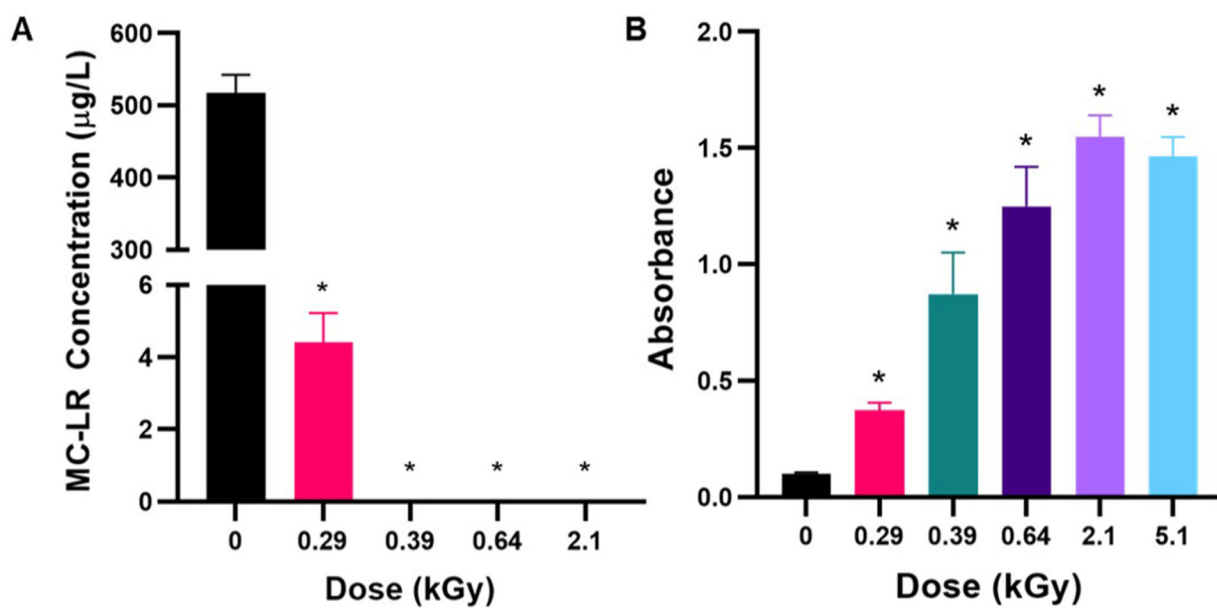 A
MC-LR Concentration (µg/L)
600
500
400
300
6
4
2
0
*
*
*
*
0 0.29 0.39 0.64 2.1
Dose (kGy)
B
Absorbance
2.0
1.5
1.0
0.5
0.0
*
*
*
*
*
0 0.29 0.39 0.64 2.1 5.1
Dose (kGy)